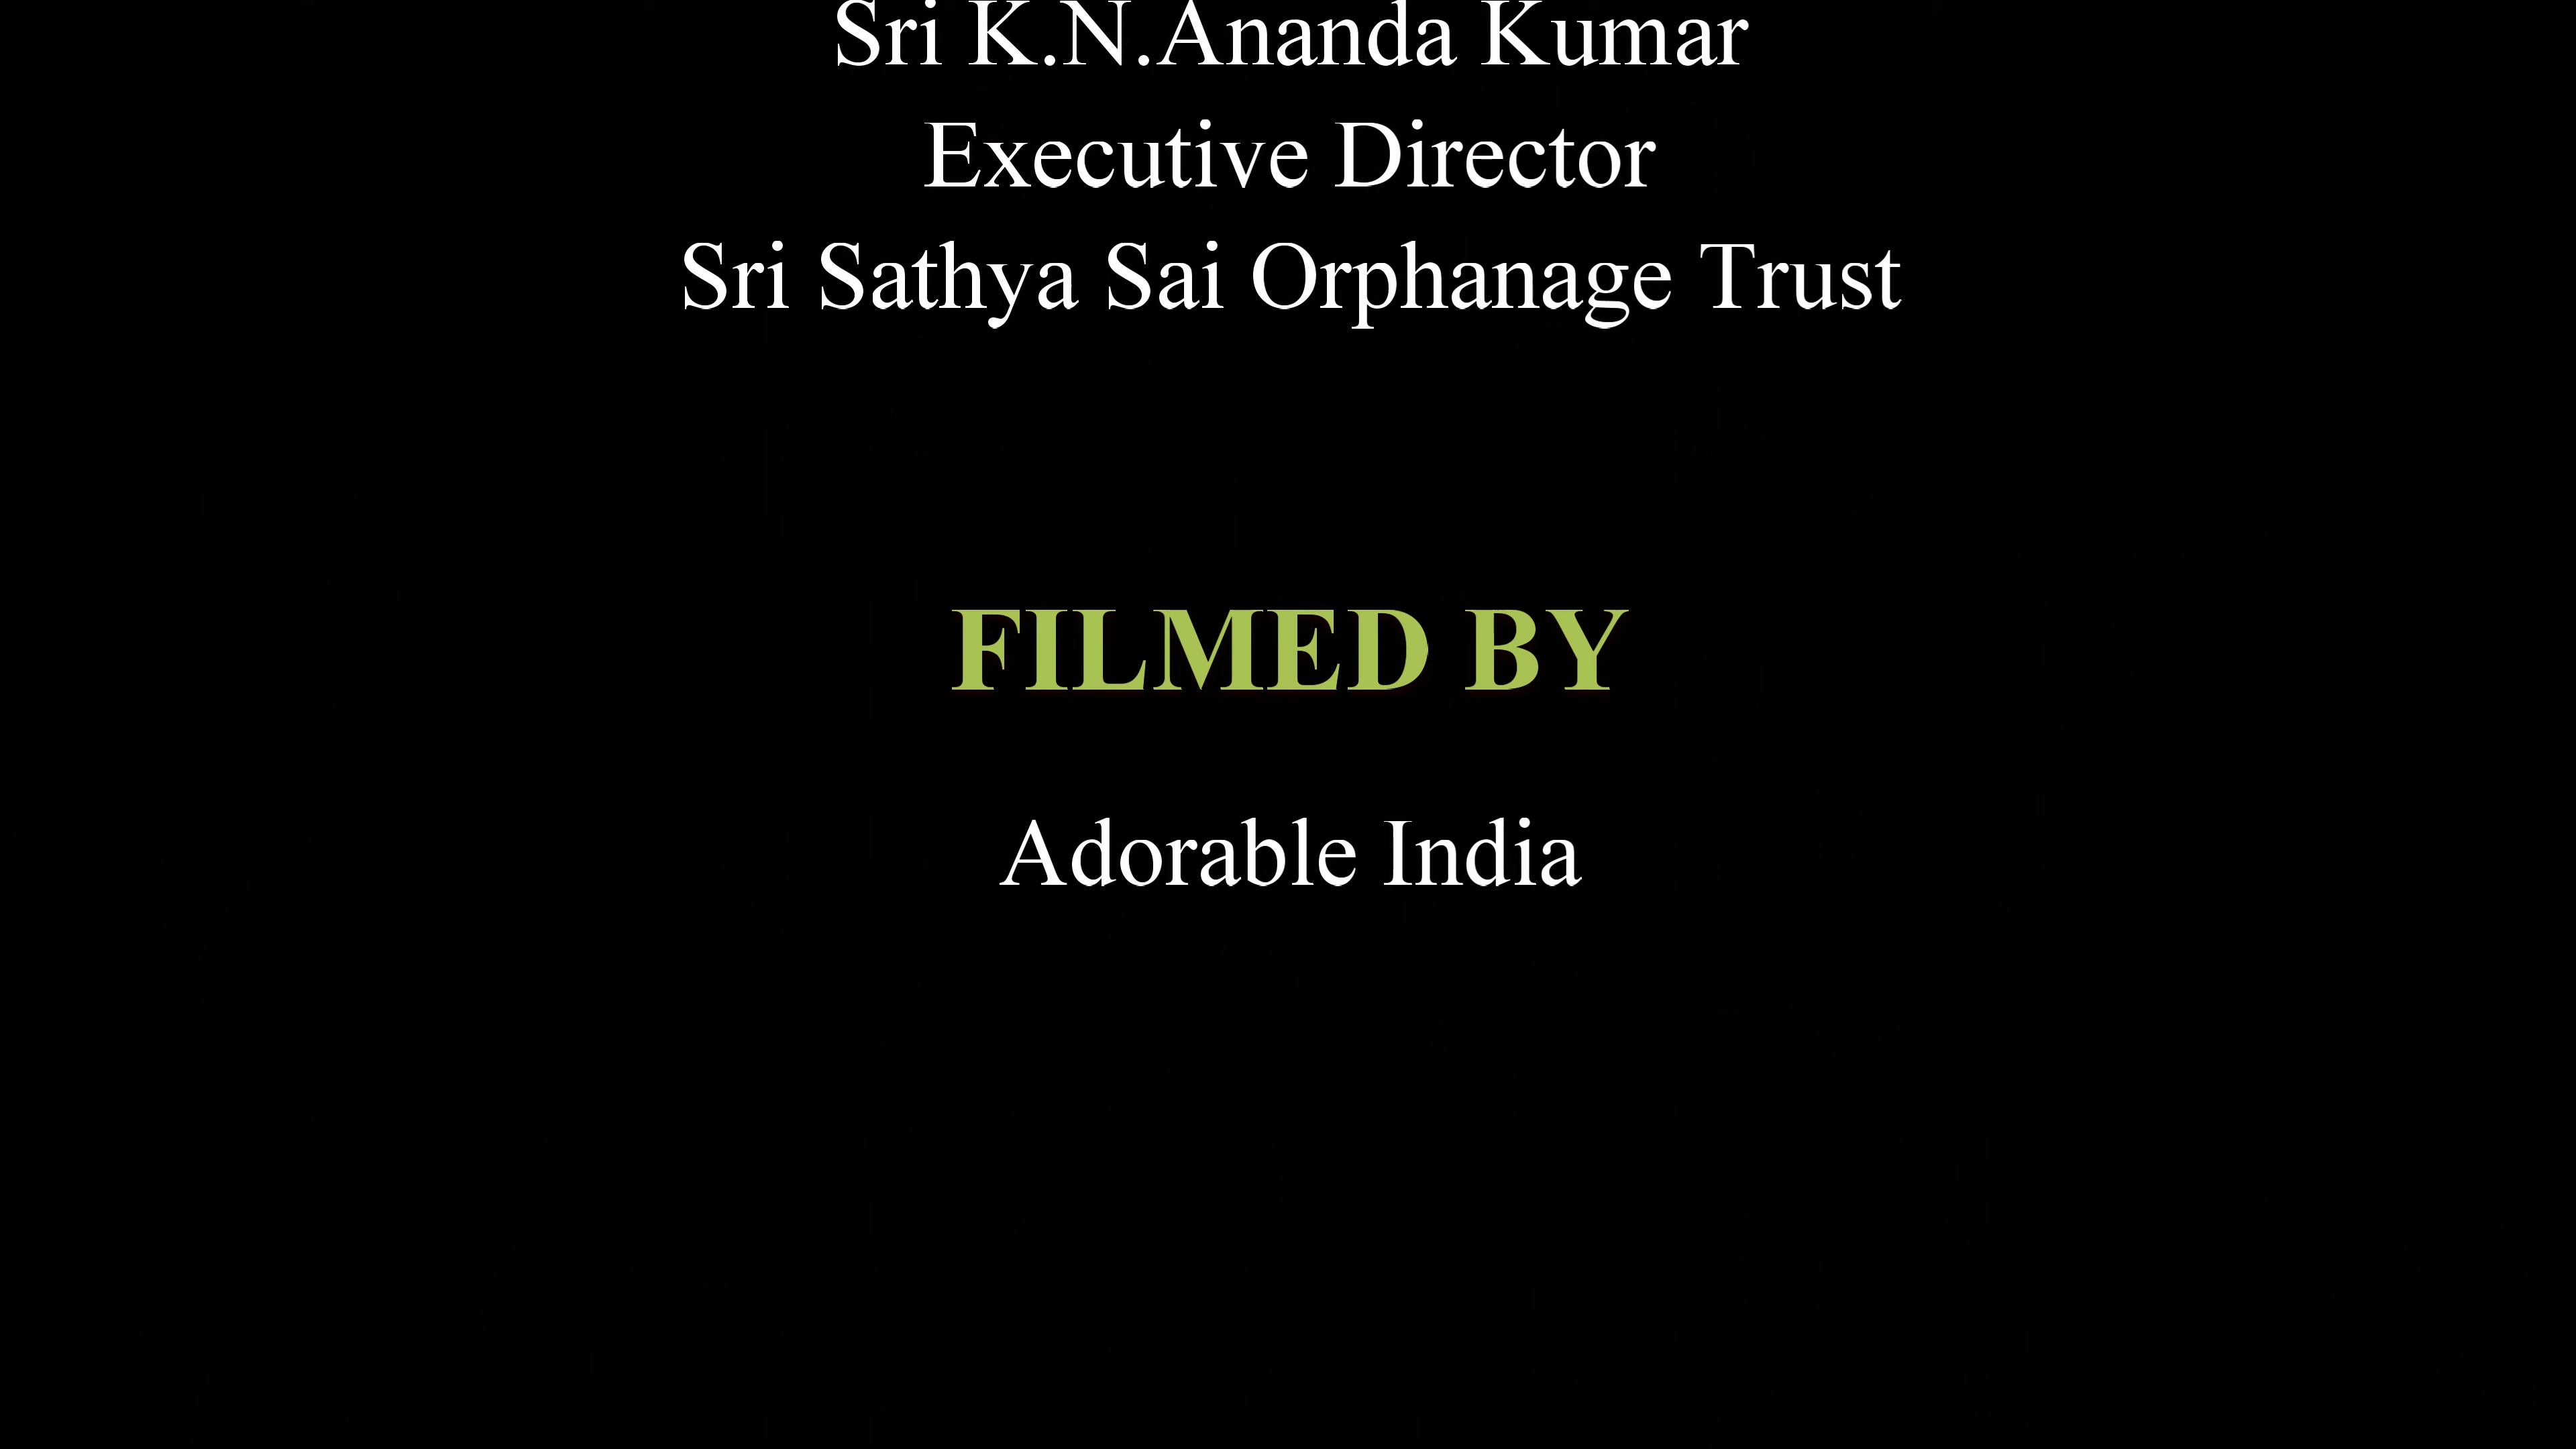 Sri K.N.Ananda Kumar
Executive Director
Sri Sathya Sai Orphanage Trust
FILMED BY
Adorable India